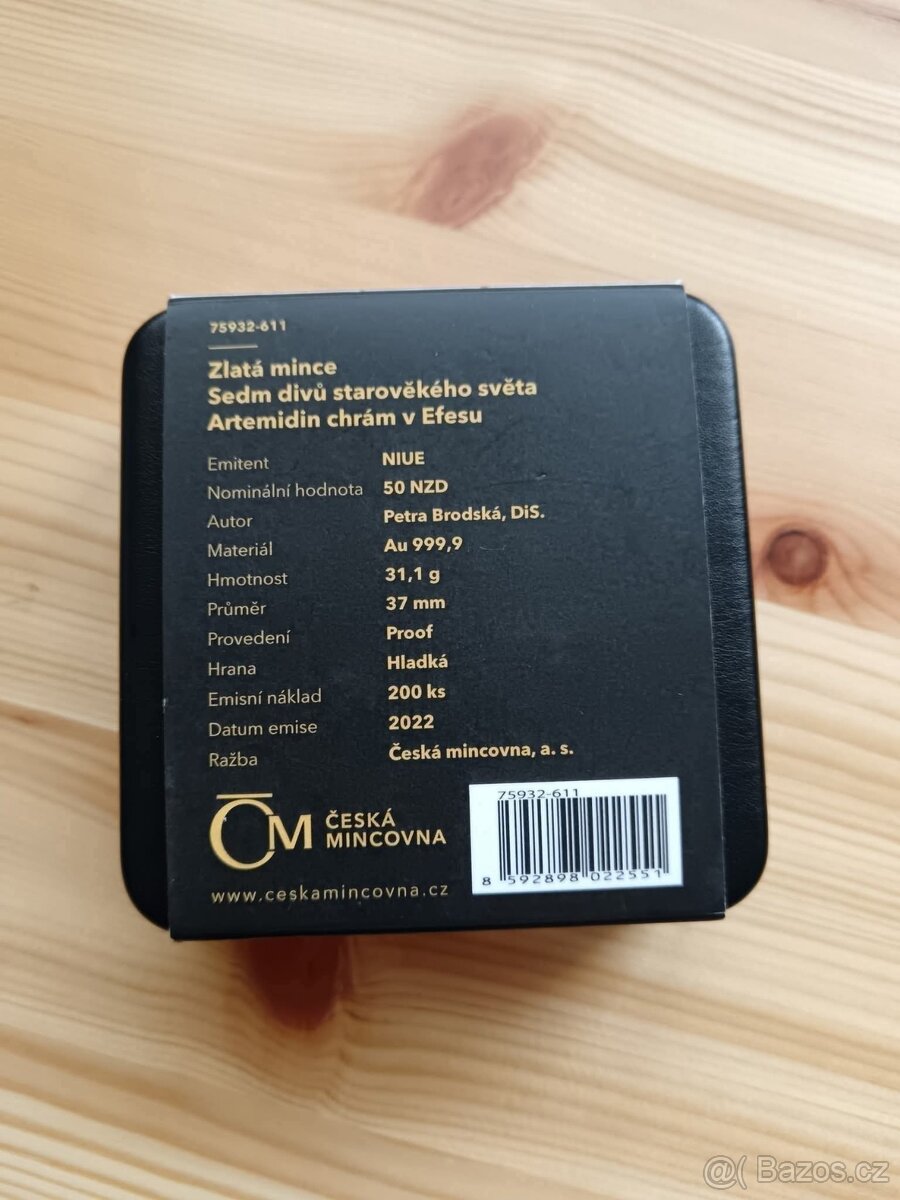 75932-611
Zlatá mince
Sedm divů starověkého světa
Artemidin chrám v Efesu
Emitent NIUE
Nominální hodnota 50 NZD
Autor Petra Brodská, DiS.
Materiál Au 999,9
Hmotnost 31,1 g
Průměr 37 mm
Provedení Proof
Hrana Hladká
Emisní náklad 200 ks
Datum emise 2022
Ražba Česká mincovna, a. s.
ČM ČESKÁ
MINCOVNA
www.ceskamincovna.cz
75932-611
8 592898 022551
@( Bazos.cz